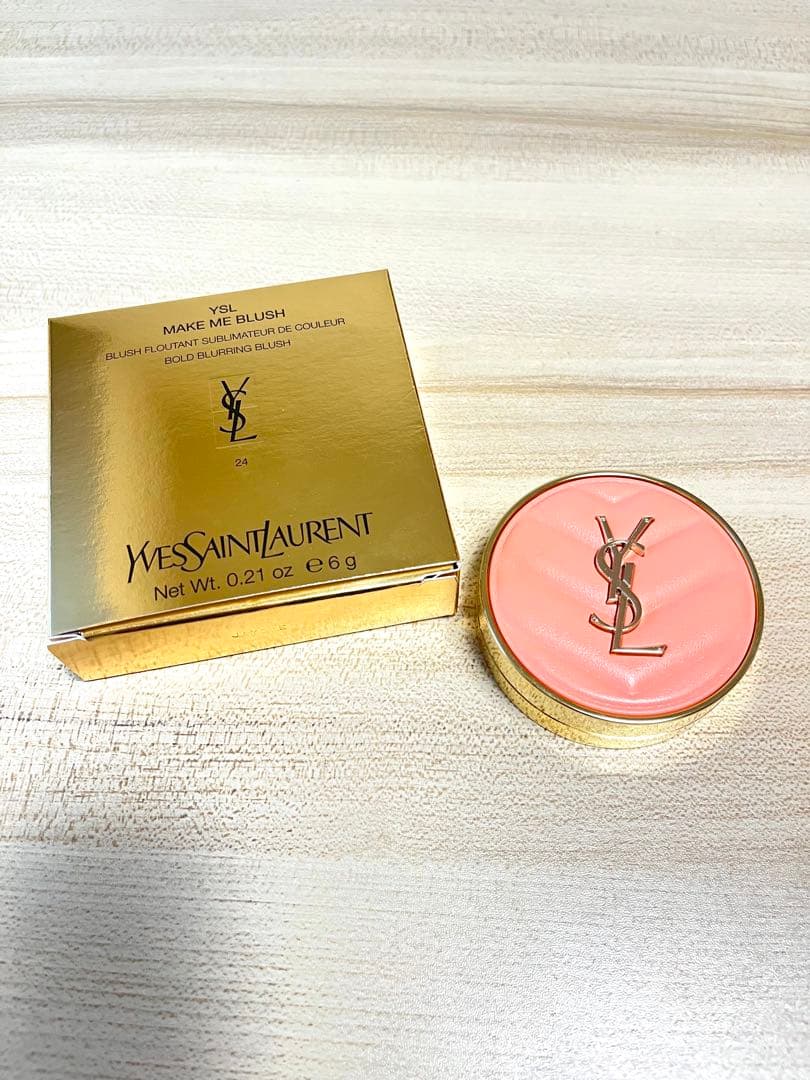 YSL
MAKE ME BLUSH
BLUSH FLOUTANT SUBLIMATEUR DE COULEUR
BOLD BLURRING BLUSH
YSL
24
YVESSAINTLAURENT
Net Wt. 0.21 oz ℮ 6 g
YSL